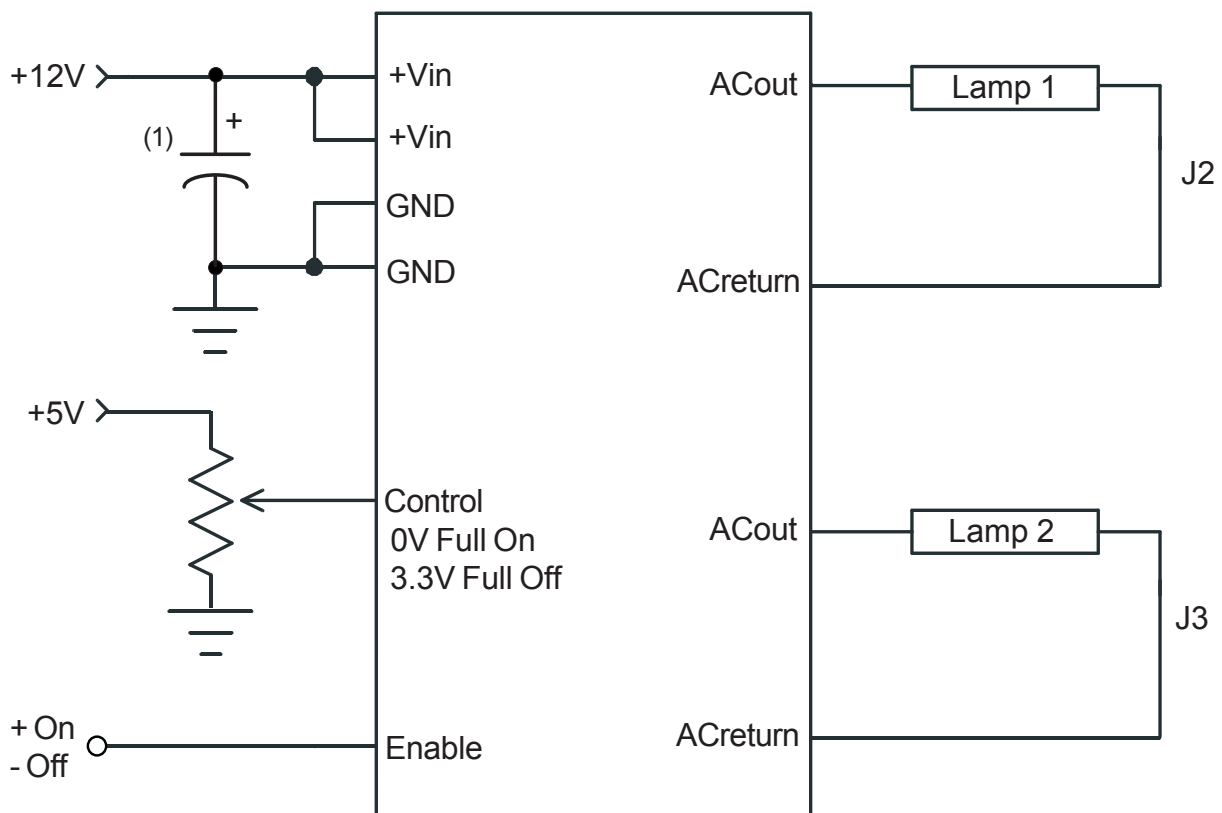 +12V
(1)
+
+Vin
+Vin
GND
GND
+5V
Control
0V Full On
3.3V Full Off
+ On
- Off
Enable
ACout
Lamp 1
J2
ACreturn
ACout
Lamp 2
J3
ACreturn